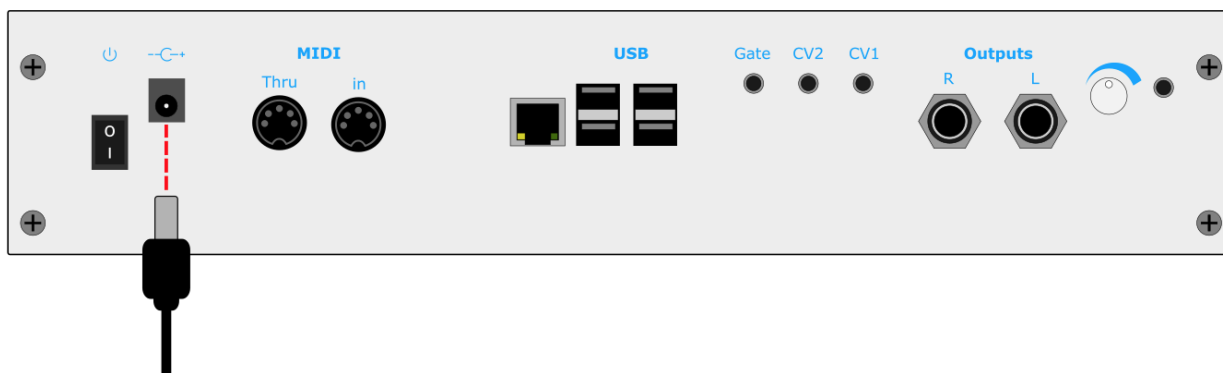 MIDI
USB
Gate CV2 CV1
Outputs
Thru
in
R
L
O
I